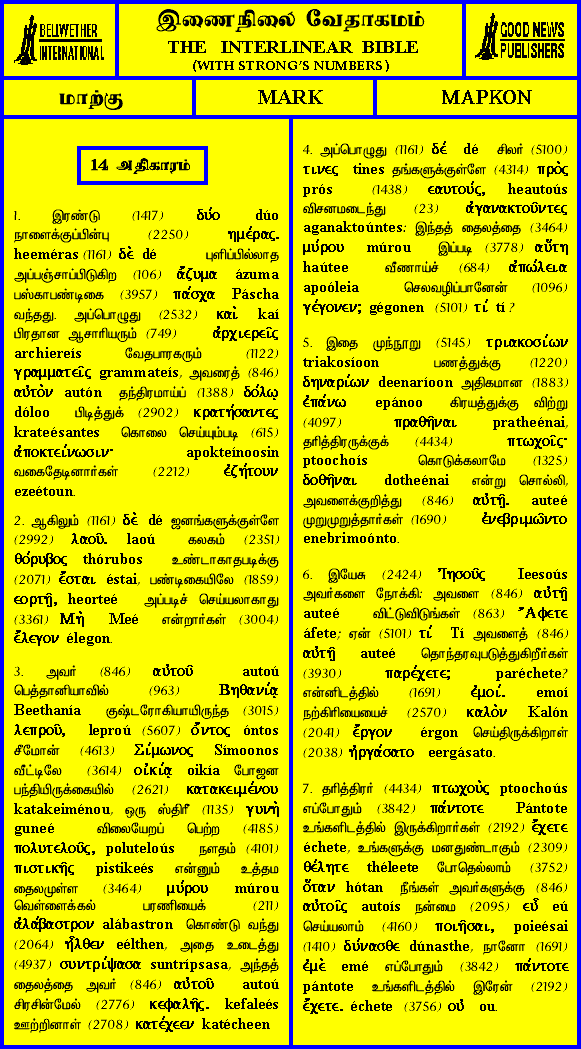 BELLWETHER
INTERNATIONAL
இணைநிலை வேதாகமம்
THE INTERLINEAR BIBLE
(WITH STRONG'S NUMBERS)
GOOD NEWS
PUBLISHERS
மாற்கு
MARK
ΜΑΡΚΟΝ
14 அதிகாரம்
1. இரண்டு (1417) δύο dúo
நாளைக்குப்பின்பு (2250) ημέρας.
heeméras (1161) δὲ dé புளிப்பில்லாத
அப்பஞ்சாப்பிடுகிற (106) ἄζυμα ázuma
பஸ்காபண்டிகை (3957) πάσχα Páscha
வந்தது. அப்பொழுது (2532) καὶ kaí
பிரதான ஆசாரியரும் (749) ἀρχιερεῖς
archiereís வேதபாரகரும் (1122)
γραμματεῖς grammateís, அவரைத் (846)
αὐτὸν autón தந்திரமாய்ப் (1388) δόλῳ
dóloo பிடித்துக் (2902) κρατήσαντες
krateésantes கொலை செய்யும்படி (615)
ἀποκτείνωσιν· apokteínoosin
வகைதேடினார்கள் (2212) ἐζήτουν
ezeétoun.
2. ஆகிலும் (1161) δὲ dé ஜனங்களுக்குள்ளே
(2992) λαοῦ. laoú கலகம் (2351)
θόρυβος thórubos உண்டாகாதபடிக்கு
(2071) ἔσται éstai, பண்டிகையிலே (1859)
εορτῇ, heorteé அப்படிச் செய்யலாகாது
(3361) Μὴ Meé என்றார்கள் (3004)
ἔλεγον élegon.
3. அவர் (846) αὐτοῦ autoú
பெத்தானியாவில் (963) Βηθανίᾳ
Beethanía குஷ்டரோகியாயிருந்த (3015)
λεπροῦ, leproú (5607) ὄντος óntos
சீமோன் (4613) Σίμωνος Símoonos
வீட்டிலே (3614) οἰκίᾳ oikía போஜன
பந்தியிருக்கையில் (2621) κατακειμένου
katakeiménou, ஒரு ஸ்திரீ (1135) γυνὴ
guneé விலையேறப் பெற்ற (4185)
πολυτελοῦς, poluteloús நளதம் (4101)
πιστικῆς pistikeés என்னும் உத்தம
தைலமுள்ள (3464) μύρου múrou
வெள்ளைக்கல் பரணியைக் (211)
ἀλάβαστρον alábastron கொண்டு வந்து
(2064) ἦλθεν eélthen, அதை உடைத்து
(4937) συντρίψασα suntrípsasa, அந்தத்
தைலத்தை அவர் (846) αὐτοῦ autoú
சிரசின்மேல் (2776) κεφαλῆς. kefaleés
ஊற்றினாள் (2708) κατέχεεν katécheen
4. அப்பொழுது (1161) δέ dé சிலர் (5100)
τινες tines தங்களுக்குள்ளே (4314) πρὸς
prós (1438) εαυτούς, heautoús
விசனமடைந்து (23) ἀγανακτοῦντες
aganaktoúntes: இந்தத் தைலத்தை (3464)
μύρου múrou இப்படி (3778) αὕτη
haútee வீணாய்ச் (684) ἀπώλεια
apoóleia செலவழிப்பானேன் (1096)
γέγονεν; gégonen (5101) τί tí ?
5. இதை முந்நூறு (5145) τριακοσίων
triakosíoon பணத்துக்கு (1220)
δηναρίων deenaríoon அதிகமான (1883)
ἐπάνω epánoo கிரயத்துக்கு விற்று
(4097) πραθῆναι pratheénai,
தரித்திரருக்குக் (4434) πτωχοῖς·
ptoochoís கொடுக்கலாமே (1325)
δοθῆναι dotheénai என்று சொல்லி,
அவளைக்குறித்து (846) αὐτῇ. auteé
முறுமுறுத்தார்கள் (1690) ἐνεβριμῶντο
enebrimoónto.
6. இயேசு (2424) Ἰησοῦς Ieesoús
அவர்களை நோக்கி: அவளை (846) αὐτῇ
auteé விட்டுவிடுங்கள் (863) Ἄφετε
áfete; ஏன் (5101) τί Tí அவளைத் (846)
αὐτῇ auteé தொந்தரவுபடுத்துகிறீர்கள்
(3930) παρέχετε; paréchete?
என்னிடத்தில் (1691) ἐμοί. emoí
நற்கிரியையைச் (2570) καλὸν Kalón
(2041) ἔργον érgon செய்திருக்கிறாள்
(2038) ἠργάσατο eergásato.
7. தரித்திரர் (4434) πτωχοὺς ptoochoús
எப்போதும் (3842) πάντοτε Pántote
உங்களிடத்தில் இருக்கிறார்கள் (2192) ἔχετε
échete, உங்களுக்கு மனதுண்டாகும் (2309)
θέλητε théleete போதெல்லாம் (3752)
ὅταν hótan நீங்கள் அவர்களுக்கு (846)
αὐτοῖς autoís நன்மை (2095) εὖ eú
செய்யலாம் (4160) ποιῆσαι, poieésai
(1410) δύνασθε dúnasthe, நானோ (1691)
ἐμὲ emé எப்போதும் (3842) πάντοτε
pántote உங்களிடத்தில் இரேன் (2192)
ἔχετε. échete (3756) οὐ ou.